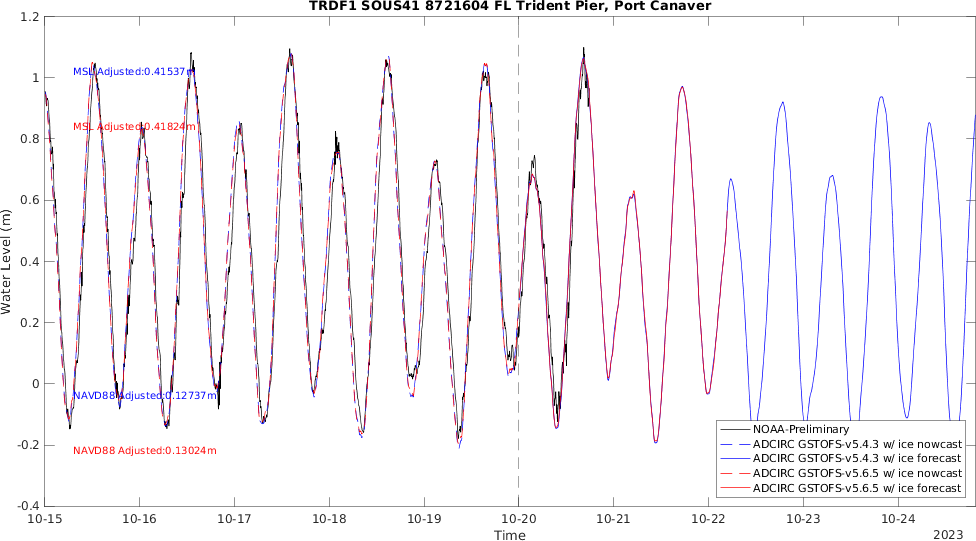 TRDF1 SOUS41 8721604 FL Trident Pier, Port Canaver
1.2
1
0.8
0.6
0.4
0.2
0
-0.2
-0.4
Water Level (m)
MSL Adjusted:0.41537m
MSL Adjusted:0.41824m
NAVD88 Adjusted:0.12737m
NAVD88 Adjusted:0.13024m
NOAA-Preliminary
ADCIRC GSTOFS-v5.4.3 w/ ice nowcast
ADCIRC GSTOFS-v5.4.3 w/ ice forecast
ADCIRC GSTOFS-v5.6.5 w/ ice nowcast
ADCIRC GSTOFS-v5.6.5 w/ ice forecast
10-15 10-16 10-17 10-18 10-19 10-20 10-21 10-22 10-23 10-24
Time
2023